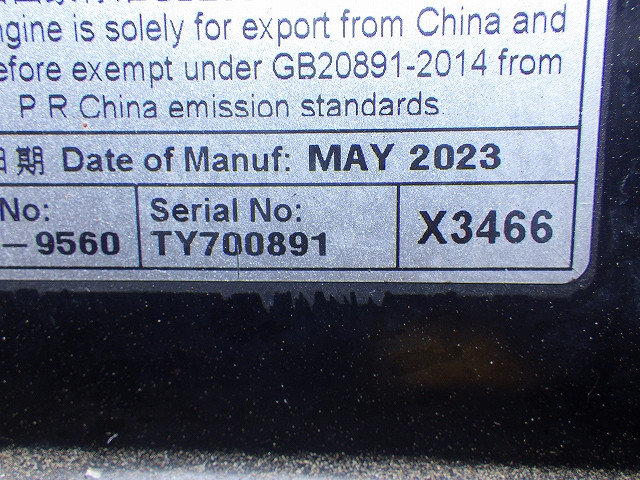 ngine is solely for export from China and
efore exempt under GB20891-2014 from
P R China emission standards
期 Date of Manuf: MAY 2023
No:
-9560
Serial No:
TY700891
X3466